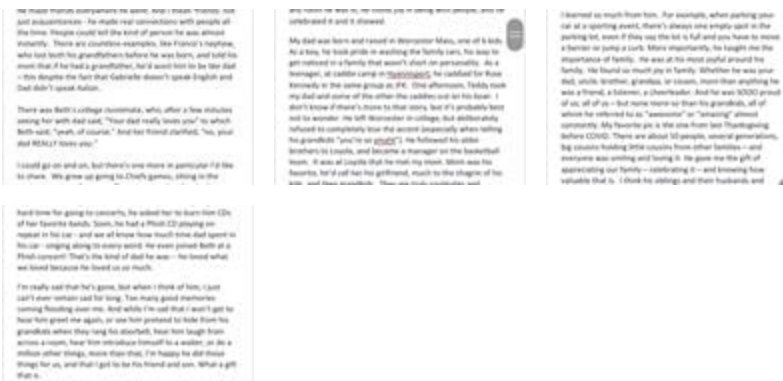 he made friends everywhere he went. And I mean "friends" not
just acquaintances - he made real connections with people all
the time. People could tell the kind of person he was almost
instantly. There are countless examples, like Franco's nephew,
who lost both his grandfathers before he was born, and told his
mom that if he had a grandfather, he'd want him to be like dad
– this despite the fact that Gabrielle doesn't speak English and
Dad didn't speak Italian.
There was Beth's college roommate, who, after a few minutes
seeing her with dad said, "Your dad really loves you" to which
Beth said, "yeah, of course." And her friend clarified, "no, your
dad REALLY loves you."
I could go on and on, but there's one more in particular I'd like
to share. We grew up going to Chiefs games, sitting in the
celebrated it and it showed.
My dad was born and raised in Worcester Mass, one of 6 kids.
As a boy, he took pride in washing the family cars, his way to
get noticed in a family that wasn't short on personality. As a
teenager, at caddie camp in Hyannisport, he caddied for Rose
Kennedy in the same group as JFK. One afternoon, Teddy took
my dad and some of the other the caddies out on his boat. I
don't know if there's more to that story, but it's probably best
not to wonder. He left Worcester in college, but deliberately
refused to completely lose the accent (especially when telling
his grandkids "you're so smaht"). He followed his older
brothers to Loyola, and became a manager on the basketball
team. It was at Loyola that he met my mom. Mom was his
favorite, he'd call her his girlfriend, much to the chagrin of his
kids, and then grandkids. They are truly soulmates and
I learned so much from him. For example, when parking your
car at a sporting event, there's always one empty spot in the
parking lot, even if they say the lot is full and you have to move
a barrier or jump a curb. More importantly, he taught me the
importance of family. He was at his most joyful around his
family. He found so much joy in family. Whether he was your
dad, uncle, brother, grandpa, or cousin, more than anything he
was a friend, a listener, a cheerleader. And he was SOOO proud
of us, all of us – but none more so than his grandkids, all of
whom he referred to as "awesome" or "amazing" almost
constantly. My favorite pic is the one from last Thanksgiving
before COVID. There are about 50 people, several generations,
big cousins holding little cousins from other families – and
everyone was smiling and loving it. He gave me the gift of
appreciating our family – celebrating it – and knowing how
valuable that is. I think his siblings and their husbands and
hard time for going to concerts, he asked her to burn him CDs
of her favorite bands. Soon, he had a Phish CD playing on
repeat in his car - and we all know how much time dad spent in
his car - singing along to every word. He even joined Beth at a
Phish concert! That's the kind of dad he was – he loved what
we loved because he loved us so much.
I'm really sad that he's gone, but when I think of him, I just
can't ever remain sad for long. Too many good memories
coming flooding over me. And while I'm sad that I won't get to
hear him greet me again, or see him pretend to hide from his
grandkids when they rang his doorbell, hear him laugh from
across a room, hear him introduce himself to a waiter, or do a
million other things, more than that, I'm happy he did those
things for us, and that I got to be his friend and son. What a gift
that is.